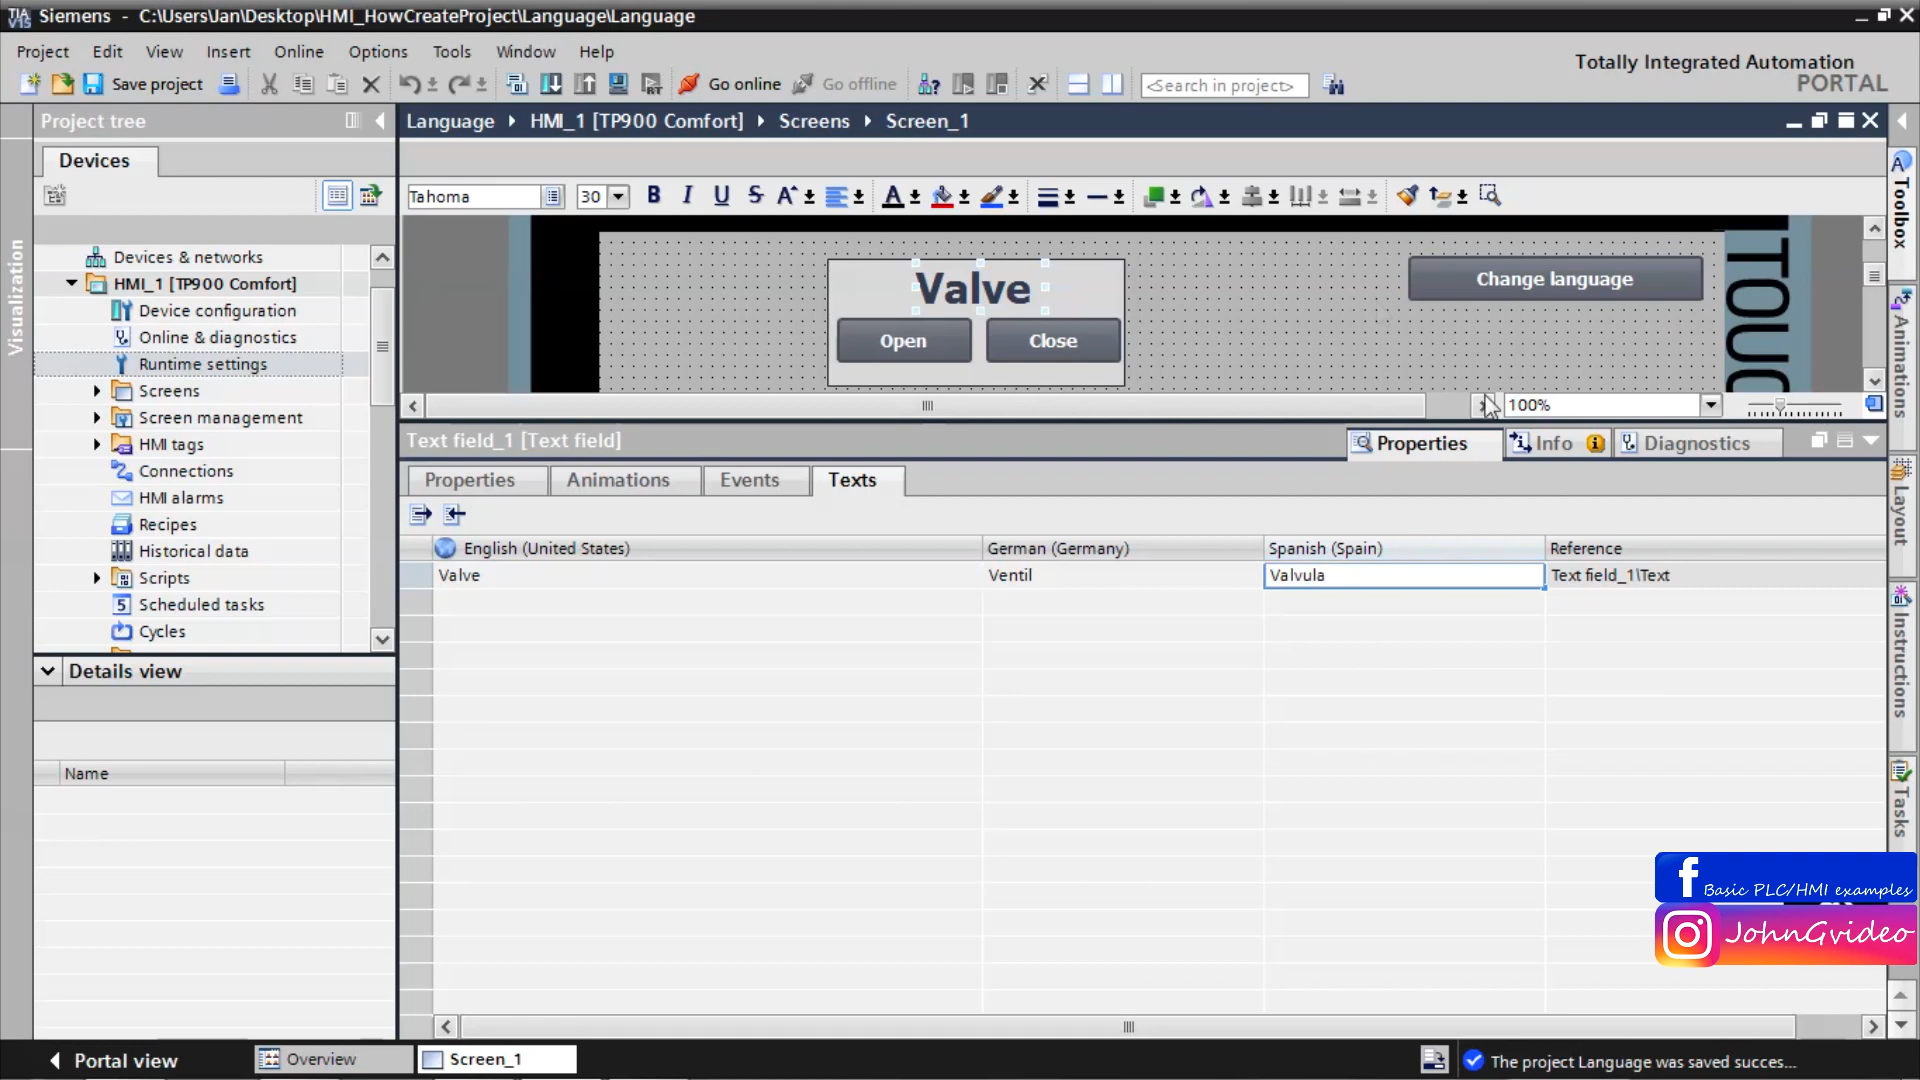 Siemens - C:\Users\Jan\Desktop\HMI_HowCreateProject\Language\Language
Project Edit View Insert Online Options Tools Window Help
Totally Integrated Automation
PORTAL
Save project Go online Go offline <Search in project>
Project tree
Language HMI_1 [TP900 Comfort] Screens Screen_1
Devices
Tahoma 30 B I U S
Visualization
Devices & networks
HMI_1 [TP900 Comfort]
Device configuration
Online & diagnostics
Runtime settings
Screens
Screen management
HMI tags
Connections
HMI alarms
Recipes
Historical data
Scripts
Scheduled tasks
Cycles
Valve
Open Close
Change language
TOUC
100%
Text field_1 [Text field]
Properties Info Diagnostics
Properties Animations Events Texts
English (United States) German (Germany) Spanish (Spain) Reference
Valve Ventil Valvula Text field_1\Text
Details view
Name
Toolbox
Animations
Layout
Instructions
Tasks
Basic PLC/HMI examples
JohnGvideo
Portal view Overview Screen_1
The project Language was saved succes...